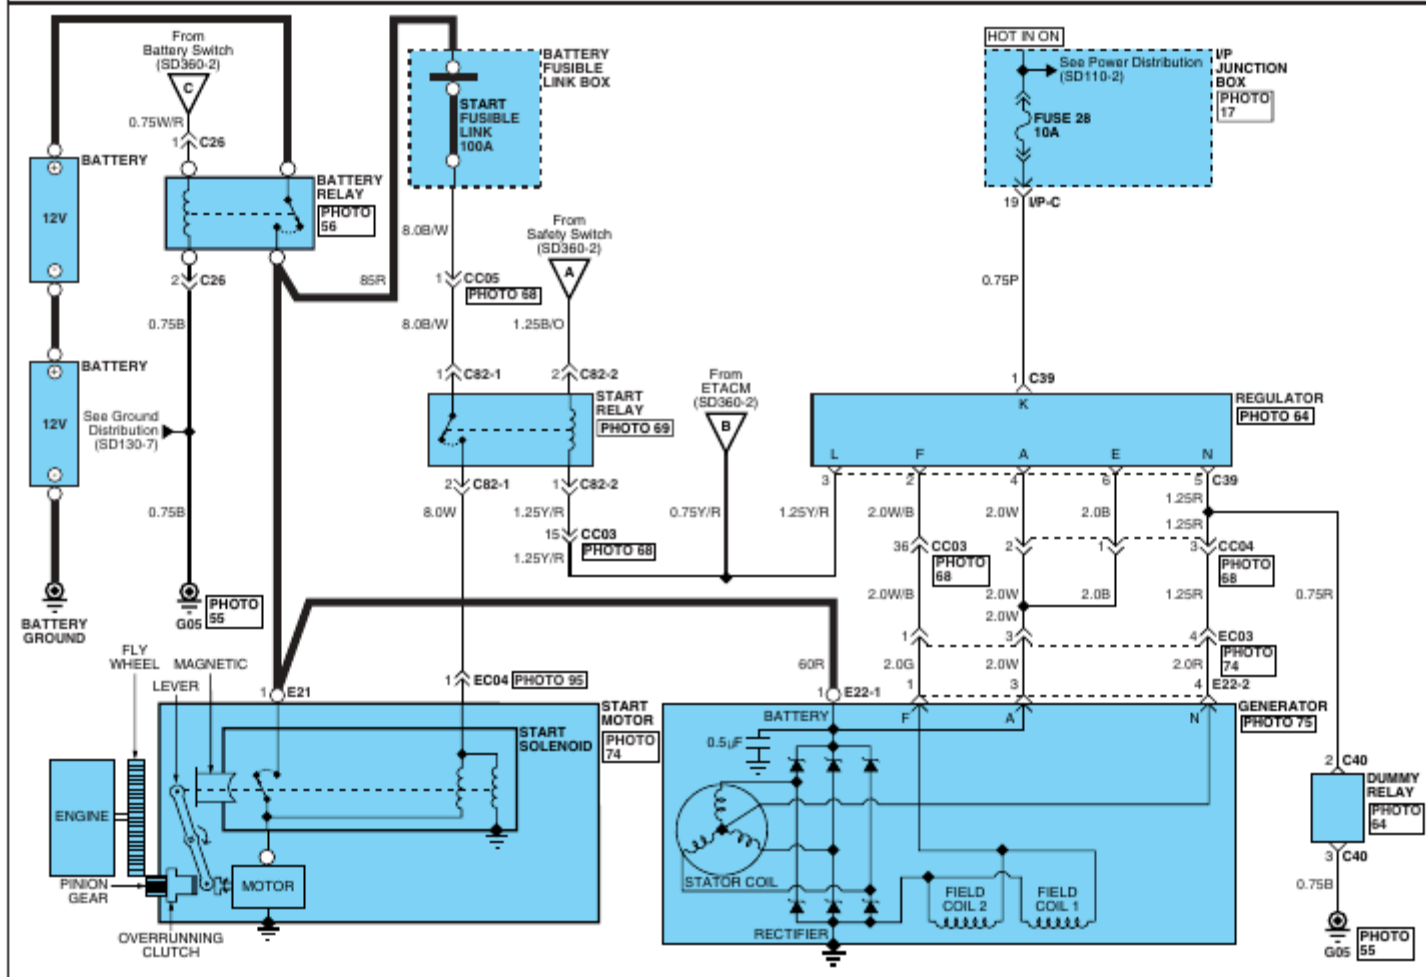 From
Battery Switch
(SD360-2)
C
0.75W/R
1 C26
BATTERY
+
12V
-
BATTERY
RELAY
PHOTO
56
2 C26
85R
0.75B
BATTERY
+
12V
-
See Ground
Distribution
(SD130-7)
0.75B
BATTERY
GROUND
G05
PHOTO
55
BATTERY
FUSIBLE
LINK BOX
START
FUSIBLE
LINK
100A
8.0B/W
From
Safety Switch
(SD360-2)
A
1 CC05
PHOTO 68
8.0B/W
1.25B/O
1 C82-1
2 C82-2
START
RELAY
PHOTO 69
2 C82-1
1 C82-2
8.0W
1.25Y/R
15 CC03
PHOTO 68
1.25Y/R
From
ETACM
(SD360-2)
B
0.75Y/R
HOT IN ON
See Power Distribution
(SD110-2)
FUSE 28
10A
I/P
JUNCTION
BOX
PHOTO
17
19 I/P-C
0.75P
1 C39
K
REGULATOR
PHOTO 64
L F A E N
3 2 4 6 5 C39
1.25R
1.25Y/R 2.0W/B 2.0W 2.0B
1.25R
36 CC03
PHOTO
68
2 1 3 CC04
PHOTO
68
2.0W/B 2.0W 2.0B 1.25R
2.0W
0.75R
1 3 4 EC03
PHOTO
74
60R
2.0G 2.0W 2.0R
1 E22-1
1 3 4 E22-2
FLY
WHEEL
MAGNETIC
LEVER
1 E21
1 EC04 PHOTO 95
START
MOTOR
PHOTO
74
START
SOLENOID
ENGINE
PINION
GEAR
MOTOR
OVERRUNNING
CLUTCH
GENERATOR
PHOTO 75
BATTERY
F A N
0.5µF
STATOR COIL
FIELD
COIL 2
FIELD
COIL 1
RECTIFIER
2 C40
DUMMY
RELAY
PHOTO
64
3 C40
0.75B
G05
PHOTO
55